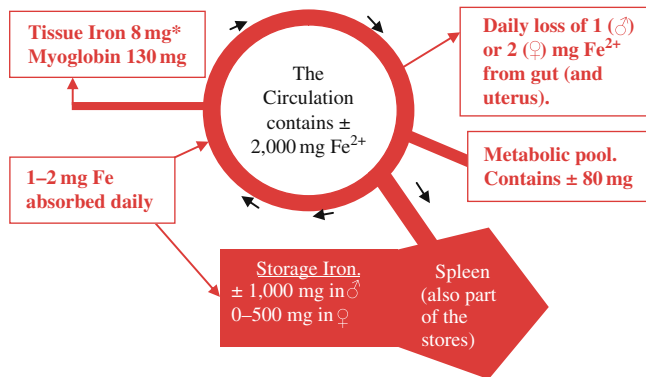 Tissue Iron 8 mg*
Myoglobin 130 mg
The
Circulation
contains ±
2,000 mg Fe²⁺
Daily loss of 1 (♂)
or 2 (♀) mg Fe²⁺
from gut (and
uterus).
Metabolic pool.
Contains ± 80 mg
1–2 mg Fe
absorbed daily
Storage Iron.
± 1,000 mg in ♂
0–500 mg in ♀
Spleen
(also part
of the
stores)